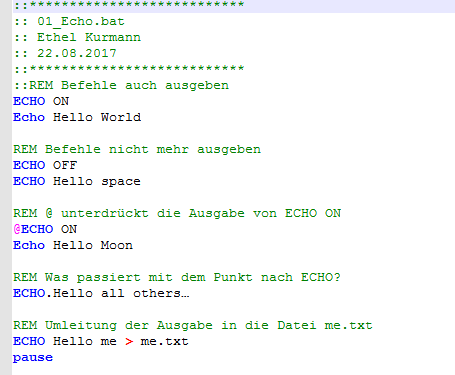 ::***************************
:: 01_Echo.bat
:: Ethel Kurmann
:: 22.08.2017
::***************************
::REM Befehle auch ausgeben
ECHO ON
Echo Hello World
REM Befehle nicht mehr ausgeben
ECHO OFF
ECHO Hello space
REM @ unterdrückt die Ausgabe von ECHO ON
@ECHO ON
Echo Hello Moon
REM Was passiert mit dem Punkt nach ECHO?
ECHO.Hello all others…
REM Umleitung der Ausgabe in die Datei me.txt
ECHO Hello me > me.txt
pause